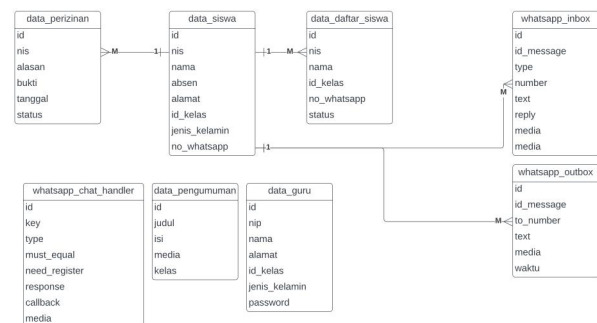 data_perizinan
id
nis
alasan
bukti
tanggal
status
M
1
data_siswa
id
nis
nama
absen
alamat
id_kelas
jenis_kelamin
no_whatsapp
1
M
data_daftar_siswa
id
nis
nama
id_kelas
no_whatsapp
status
1
whatsapp_inbox
id
id_message
type
number
text
reply
media
media
M
whatsapp_outbox
id
id_message
to_number
text
media
waktu
M
whatsapp_chat_handler
id
key
type
must_equal
need_register
response
callback
media
data_pengumuman
id
judul
isi
media
kelas
data_guru
id
nip
nama
alamat
id_kelas
jenis_kelamin
password